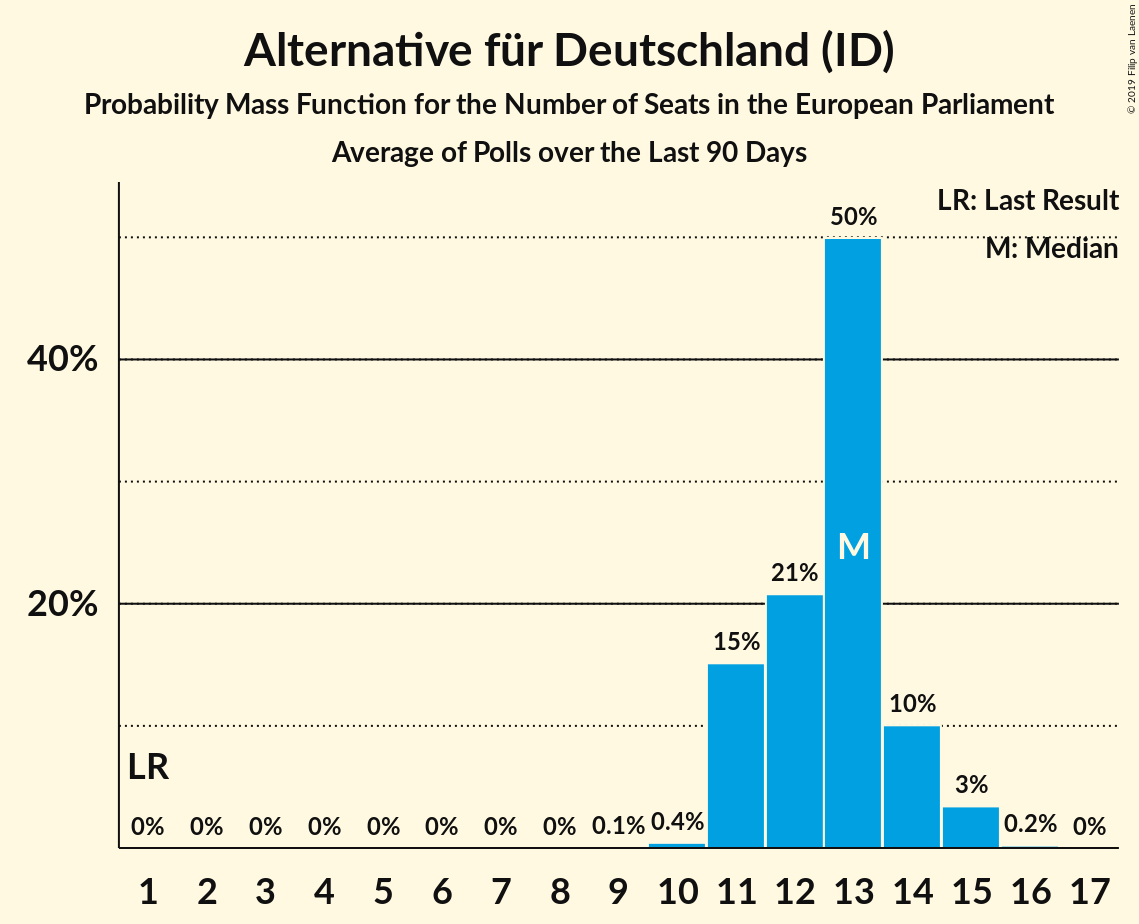 Alternative für Deutschland (ID)
Probability Mass Function for the Number of Seats in the European Parliament
Average of Polls over the Last 90 Days
© 2019 Filip van Laenen
LR: Last Result
M: Median
50%
40%
M
21%
20%
15%
10%
LR
3%
0% 0% 0% 0% 0% 0% 0% 0% 0.1% 0.4% 0.2% 0%
1 2 3 4 5 6 7 8 9 10 11 12 13 14 15 16 17